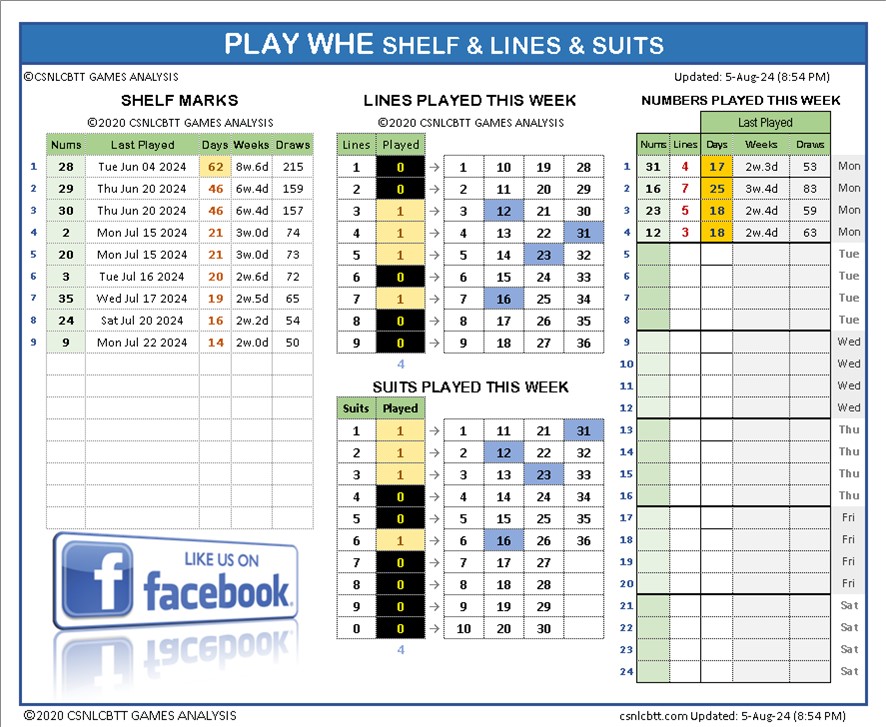 PLAY WHE SHELF & LINES & SUITS
©CSNLCBTT GAMES ANALYSIS
Updated: 5-Aug-24 (8:54 PM)
SHELF MARKS
©2020 CSNLCBTT GAMES ANALYSIS
Nums Last Played Days Weeks Draws
1 28 Tue Jun 04 2024 62 8w.6d 215
2 29 Thu Jun 20 2024 46 6w.4d 159
3 30 Thu Jun 20 2024 46 6w.4d 157
4 2 Mon Jul 15 2024 21 3w.0d 74
5 20 Mon Jul 15 2024 21 3w.0d 73
6 3 Tue Jul 16 2024 20 2w.6d 72
7 35 Wed Jul 17 2024 19 2w.5d 65
8 24 Sat Jul 20 2024 16 2w.2d 54
9 9 Mon Jul 22 2024 14 2w.0d 50
LIKE US ON
facebook
LINES PLAYED THIS WEEK
©2020 CSNLCBTT GAMES ANALYSIS
Lines Played
1 0 → 1 10 19 28
2 0 → 2 11 20 29
3 1 → 3 12 21 30
4 1 → 4 13 22 31
5 1 → 5 14 23 32
6 0 → 6 15 24 33
7 1 → 7 16 25 34
8 0 → 8 17 26 35
9 0 → 9 18 27 36
4
SUITS PLAYED THIS WEEK
Suits Played
1 1 → 1 11 21 31
2 1 → 2 12 22 32
3 1 → 3 13 23 33
4 0 → 4 14 24 34
5 0 → 5 15 25 35
6 1 → 6 16 26 36
7 0 → 7 17 27
8 0 → 8 18 28
9 0 → 9 19 29
0 0 → 10 20 30
4
NUMBERS PLAYED THIS WEEK
Last Played
Nums Lines Days Weeks Draws
1 31 4 17 2w.3d 53 Mon
2 16 7 25 3w.4d 83 Mon
3 23 5 18 2w.4d 59 Mon
4 12 3 18 2w.4d 63 Mon
5 Tue
6 Tue
7 Tue
8 Tue
9 Wed
10 Wed
11 Wed
12 Wed
13 Thu
14 Thu
15 Thu
16 Thu
17 Fri
18 Fri
19 Fri
20 Fri
21 Sat
22 Sat
23 Sat
24 Sat
©2020 CSNLCBTT GAMES ANALYSIS
csnlcbtt.com Updated: 5-Aug-24 (8:54 PM)